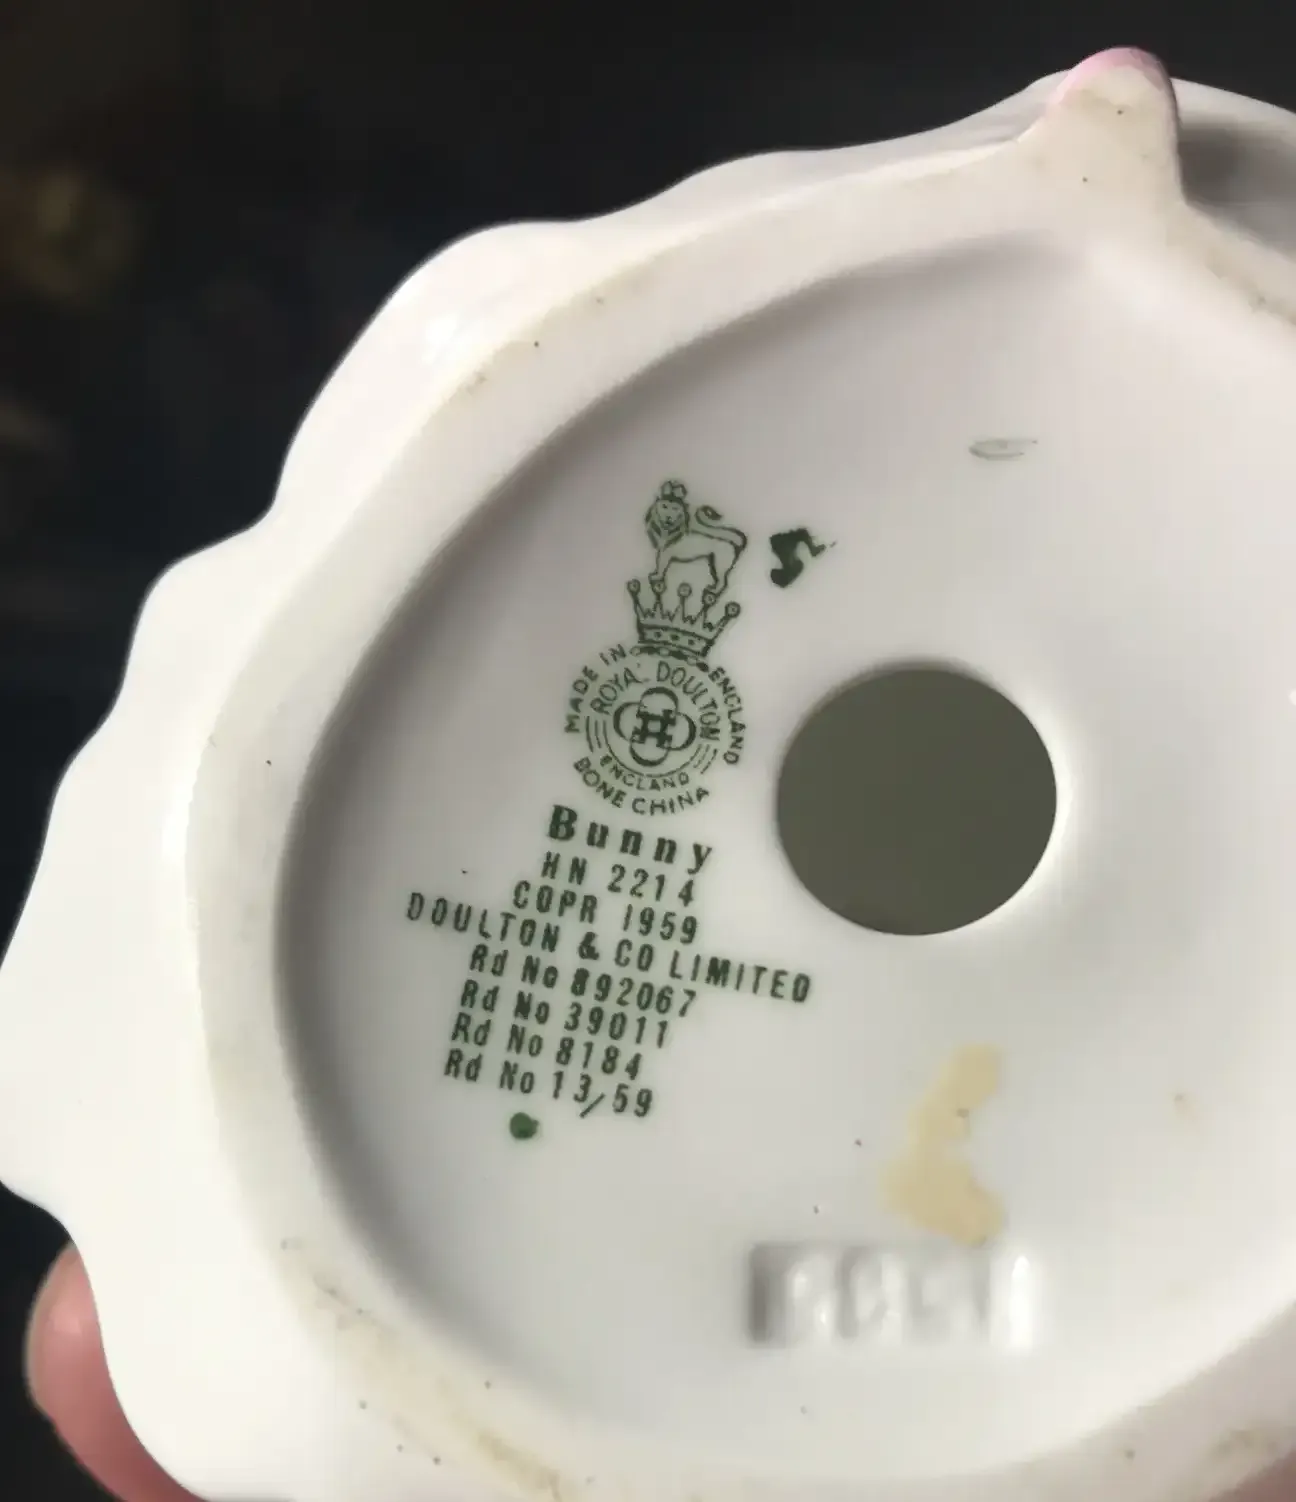 MADE IN ENGLAND
ROYAL DOULTON
ENGLAND
BONE CHINA
Bunny
HN 2214
COPR 1959
DOULTON & CO LIMITED
Rd No 892067
Rd No 39011
Rd No 8184
Rd No 13/59